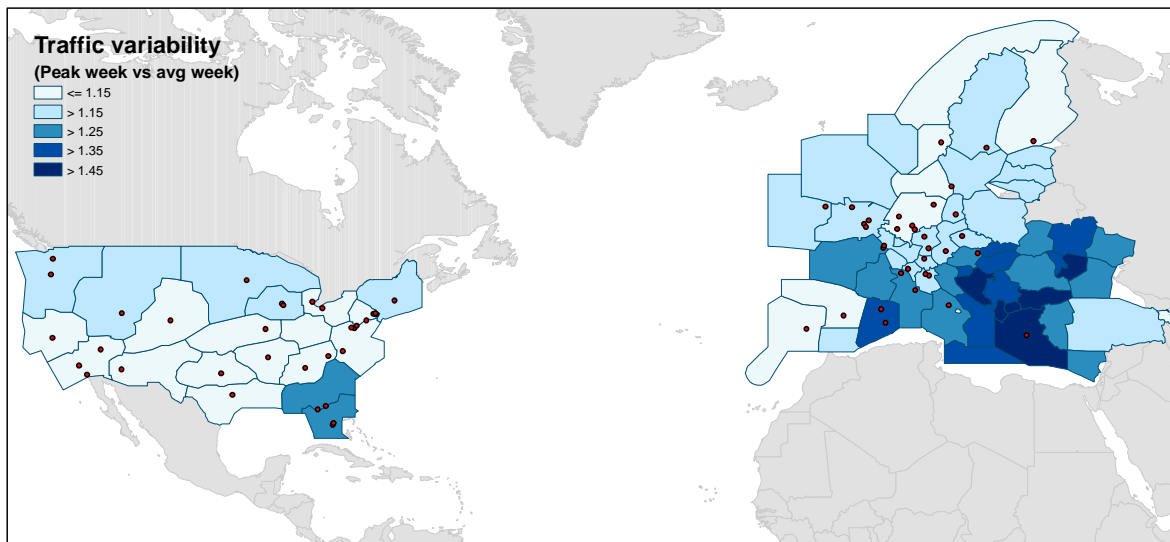 Traffic variability
(Peak week vs avg week)
<= 1.15
> 1.15
> 1.25
> 1.35
> 1.45